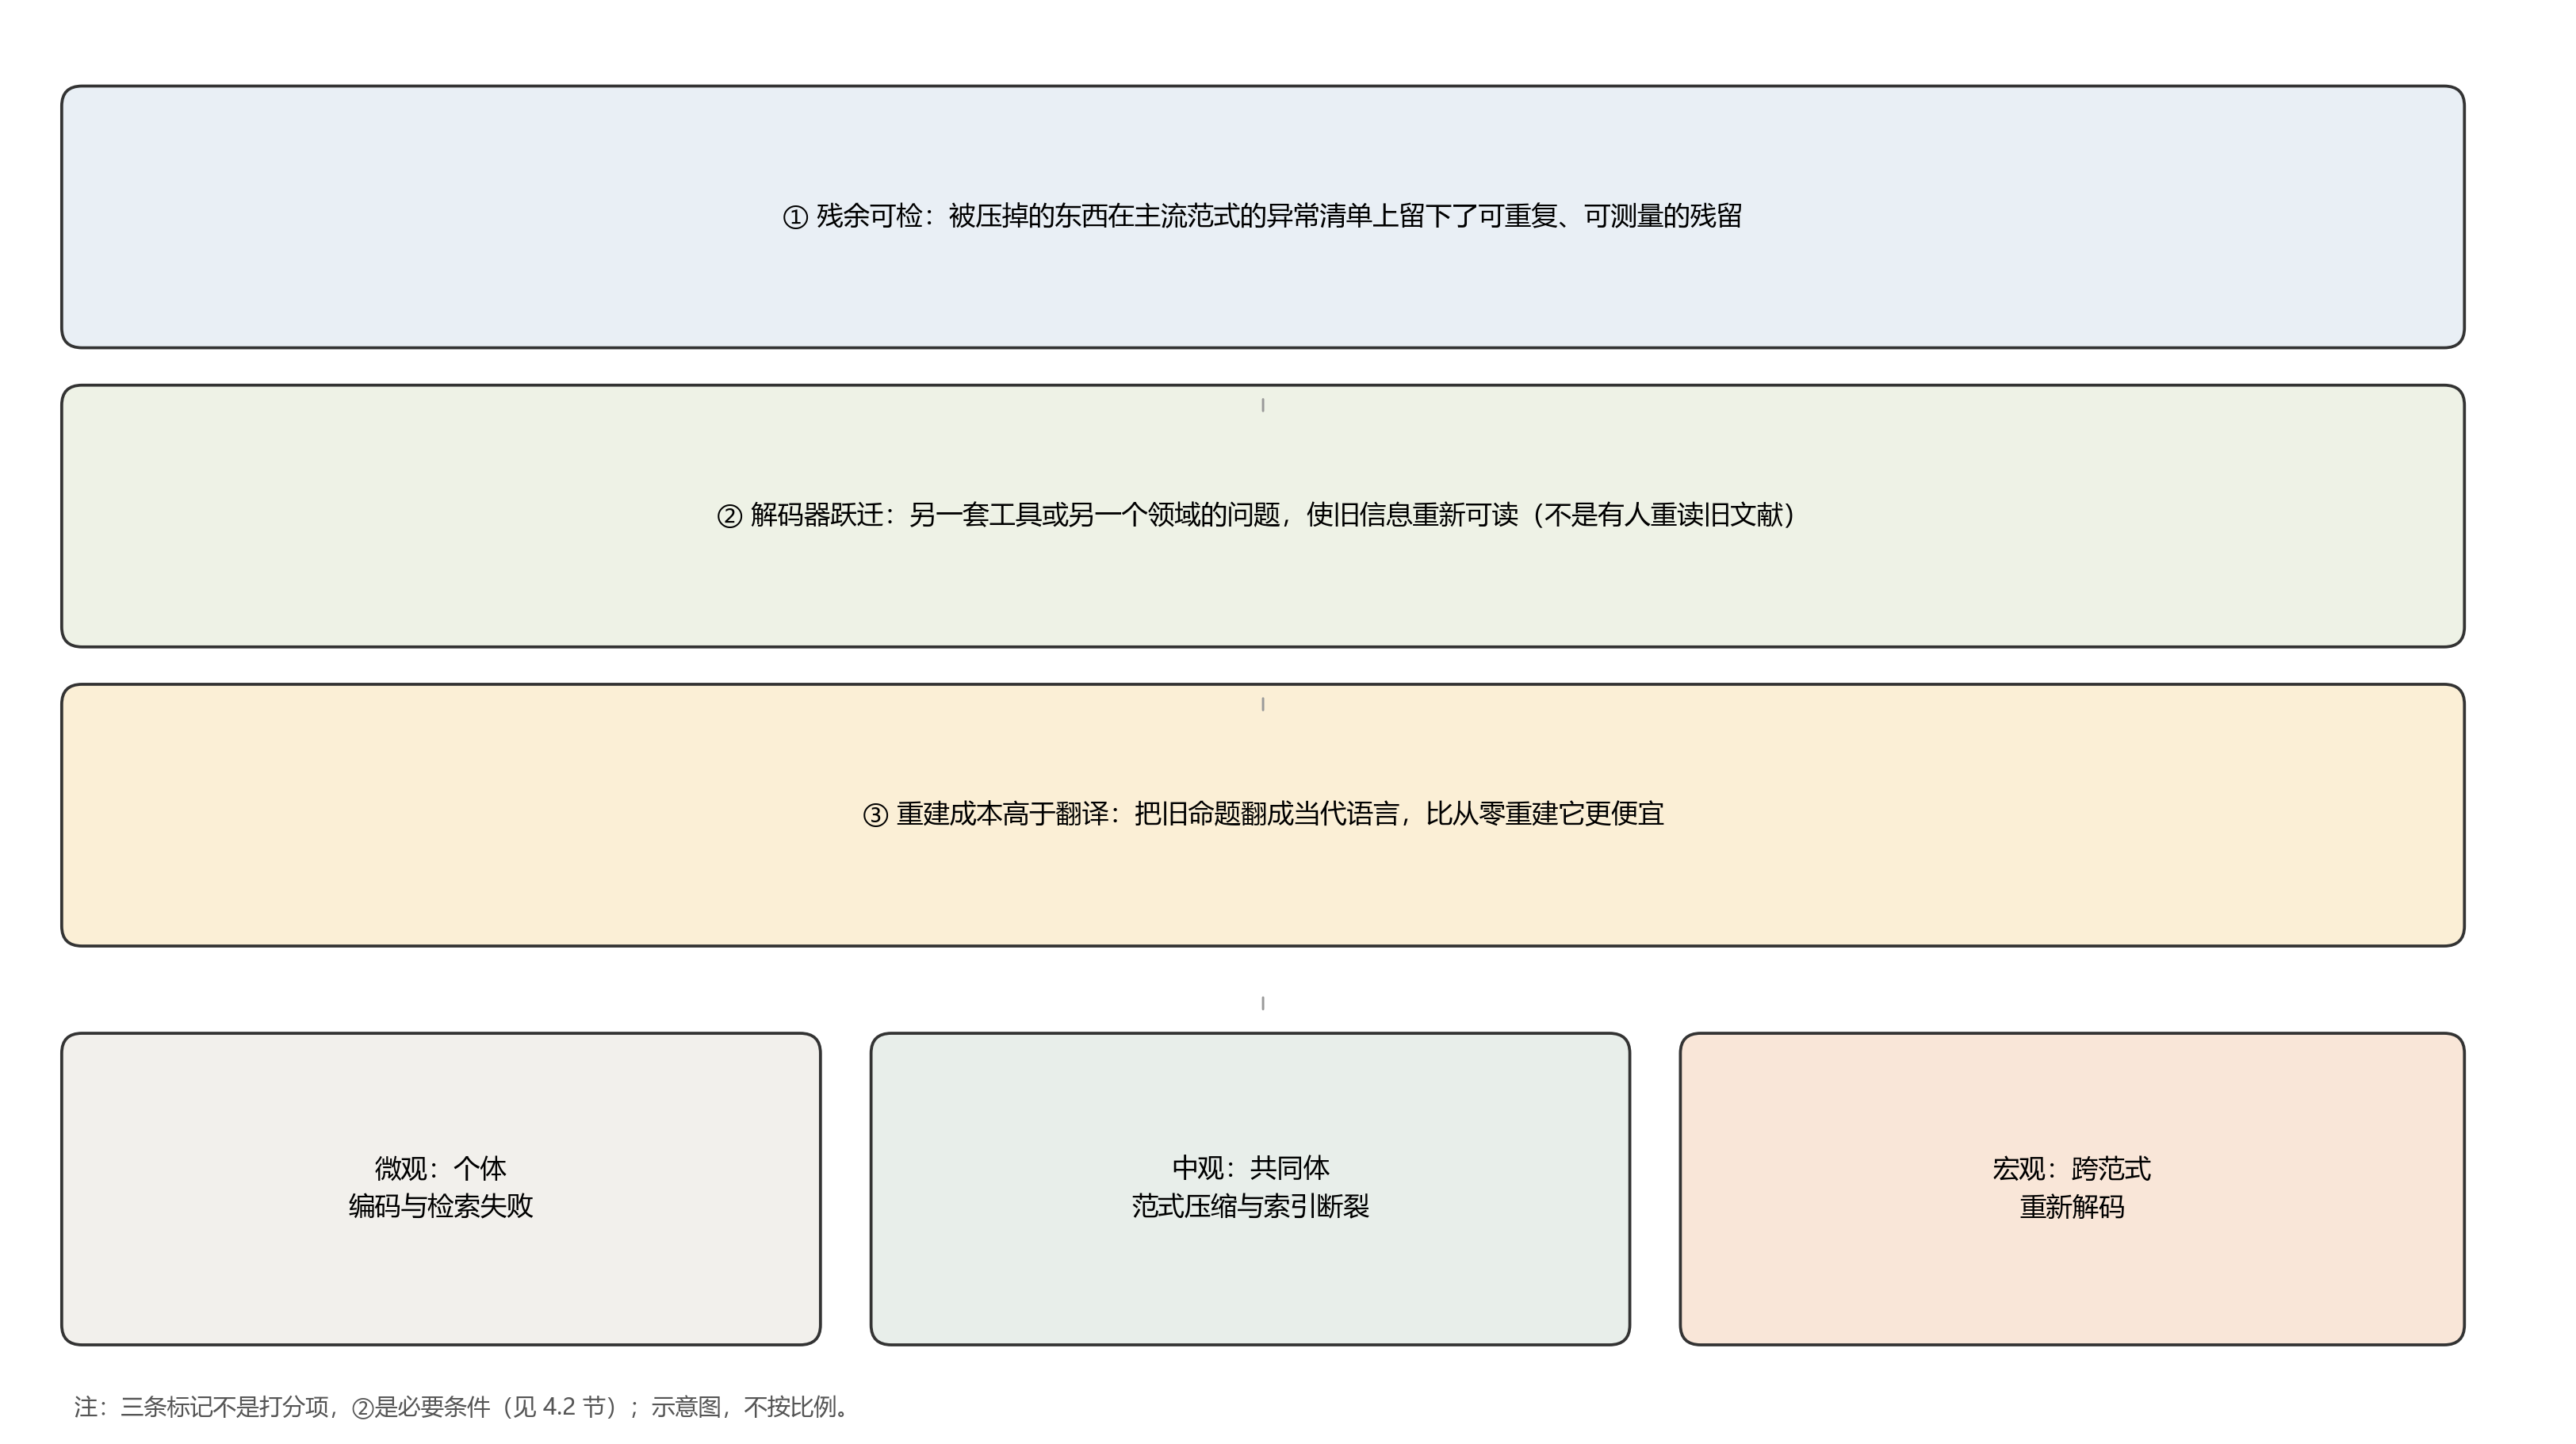 ① 残余可检：被压掉的东西在主流范式的异常清单上留下了可重复、可测量的残留
② 解码器跃迁：另一套工具或另一个领域的问题，使旧信息重新可读（不是有人重读旧文献）
③ 重建成本高于翻译：把旧命题翻成当代语言，比从零重建它更便宜
微观：个体
编码与检索失败
中观：共同体
范式压缩与索引断裂
宏观：跨范式
重新解码
注：三条标记不是打分项，②是必要条件（见 4.2 节）；示意图，不按比例。